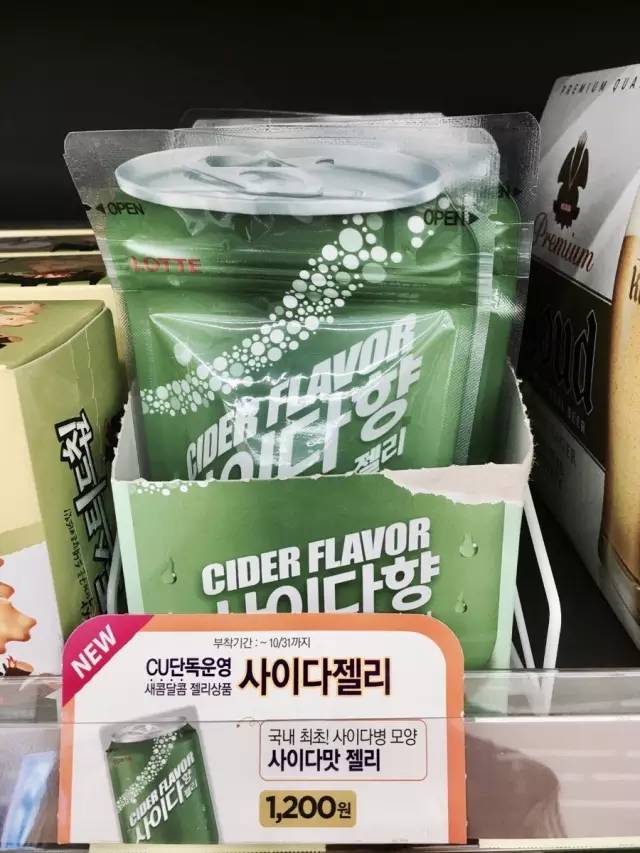 PREMIUM QUA
Premium
OPEN
OPEN
LOTTE
CIDER FLAVOR
사이다향
젤리
CIDER FLAVOR
사이다향
NEW
부착기간 : ~ 10/31까지
CU단독운영
새콤달콤 젤리상품
사이다젤리
국내 최초! 사이다병 모양
사이다맛 젤리
1,200원
CIDER FLAVOR
사이다향